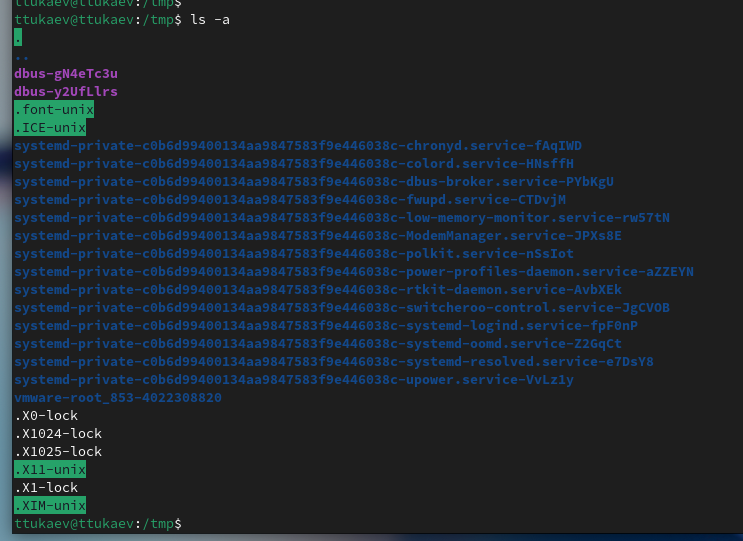 ttukaev@ttukaev:/tmp$
ttukaev@ttukaev:/tmp$ ls -a
.
..
dbus-gN4eTc3u
dbus-y2UfLlrs
.font-unix
.ICE-unix
systemd-private-c0b6d99400134aa9847583f9e446038c-chronyd.service-fAqIWD
systemd-private-c0b6d99400134aa9847583f9e446038c-colord.service-HNsffH
systemd-private-c0b6d99400134aa9847583f9e446038c-dbus-broker.service-PYbKgU
systemd-private-c0b6d99400134aa9847583f9e446038c-fwupd.service-CTDvjM
systemd-private-c0b6d99400134aa9847583f9e446038c-low-memory-monitor.service-rw57tN
systemd-private-c0b6d99400134aa9847583f9e446038c-ModemManager.service-JPXs8E
systemd-private-c0b6d99400134aa9847583f9e446038c-polkit.service-nSsIot
systemd-private-c0b6d99400134aa9847583f9e446038c-power-profiles-daemon.service-aZZEYN
systemd-private-c0b6d99400134aa9847583f9e446038c-rtkit-daemon.service-AvbXEk
systemd-private-c0b6d99400134aa9847583f9e446038c-switcheroo-control.service-JgCVOB
systemd-private-c0b6d99400134aa9847583f9e446038c-systemd-logind.service-fpF0nP
systemd-private-c0b6d99400134aa9847583f9e446038c-systemd-oomd.service-Z2GqCt
systemd-private-c0b6d99400134aa9847583f9e446038c-systemd-resolved.service-e7DsY8
systemd-private-c0b6d99400134aa9847583f9e446038c-upower.service-VvLz1y
vmware-root_853-4022308820
.X0-lock
.X1024-lock
.X1025-lock
.X11-unix
.X1-lock
.XIM-unix
ttukaev@ttukaev:/tmp$